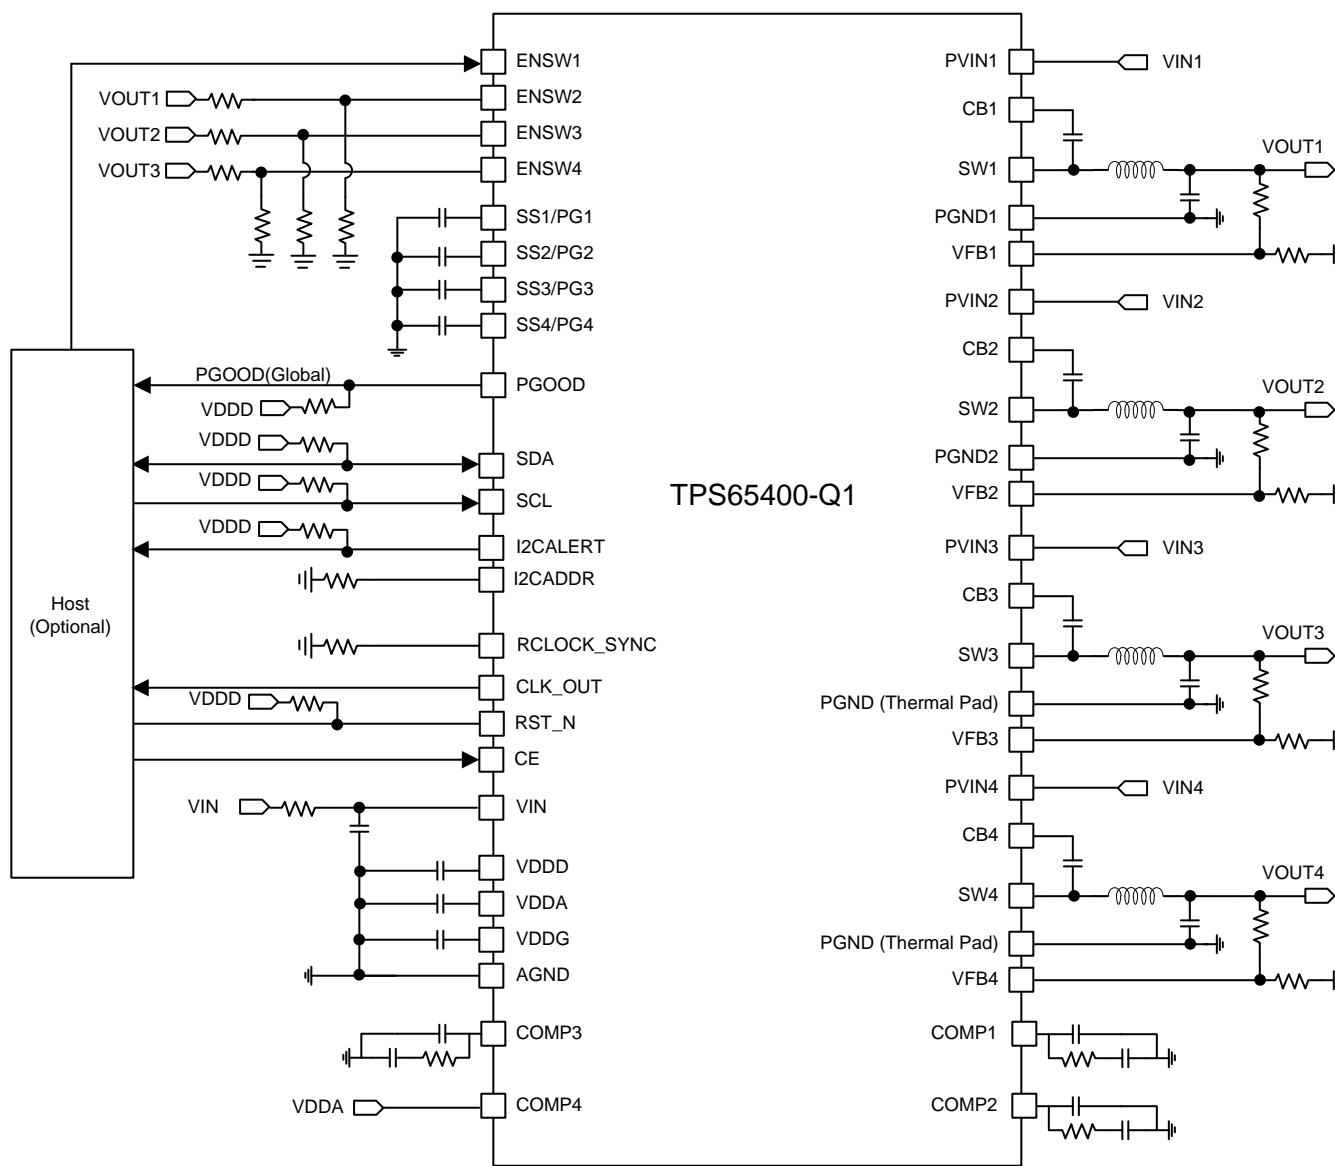 ENSW1
VOUT1
ENSW2
VOUT2
ENSW3
VOUT3
ENSW4
SS1/PG1
SS2/PG2
SS3/PG3
SS4/PG4
PGOOD(Global)
PGOOD
VDDD
VDDD
SDA
VDDD
SCL
VDDD
I2CALERT
I2CADDR
Host
(Optional)
RCLOCK_SYNC
CLK_OUT
VDDD
RST_N
CE
VIN
VIN
VDDD
VDDA
VDDG
AGND
COMP3
VDDA
COMP4
TPS65400-Q1
PVIN1
VIN1
CB1
VOUT1
SW1
PGND1
VFB1
PVIN2
VIN2
CB2
VOUT2
SW2
PGND2
VFB2
PVIN3
VIN3
CB3
VOUT3
SW3
PGND (Thermal Pad)
VFB3
PVIN4
VIN4
CB4
VOUT4
SW4
PGND (Thermal Pad)
VFB4
COMP1
COMP2